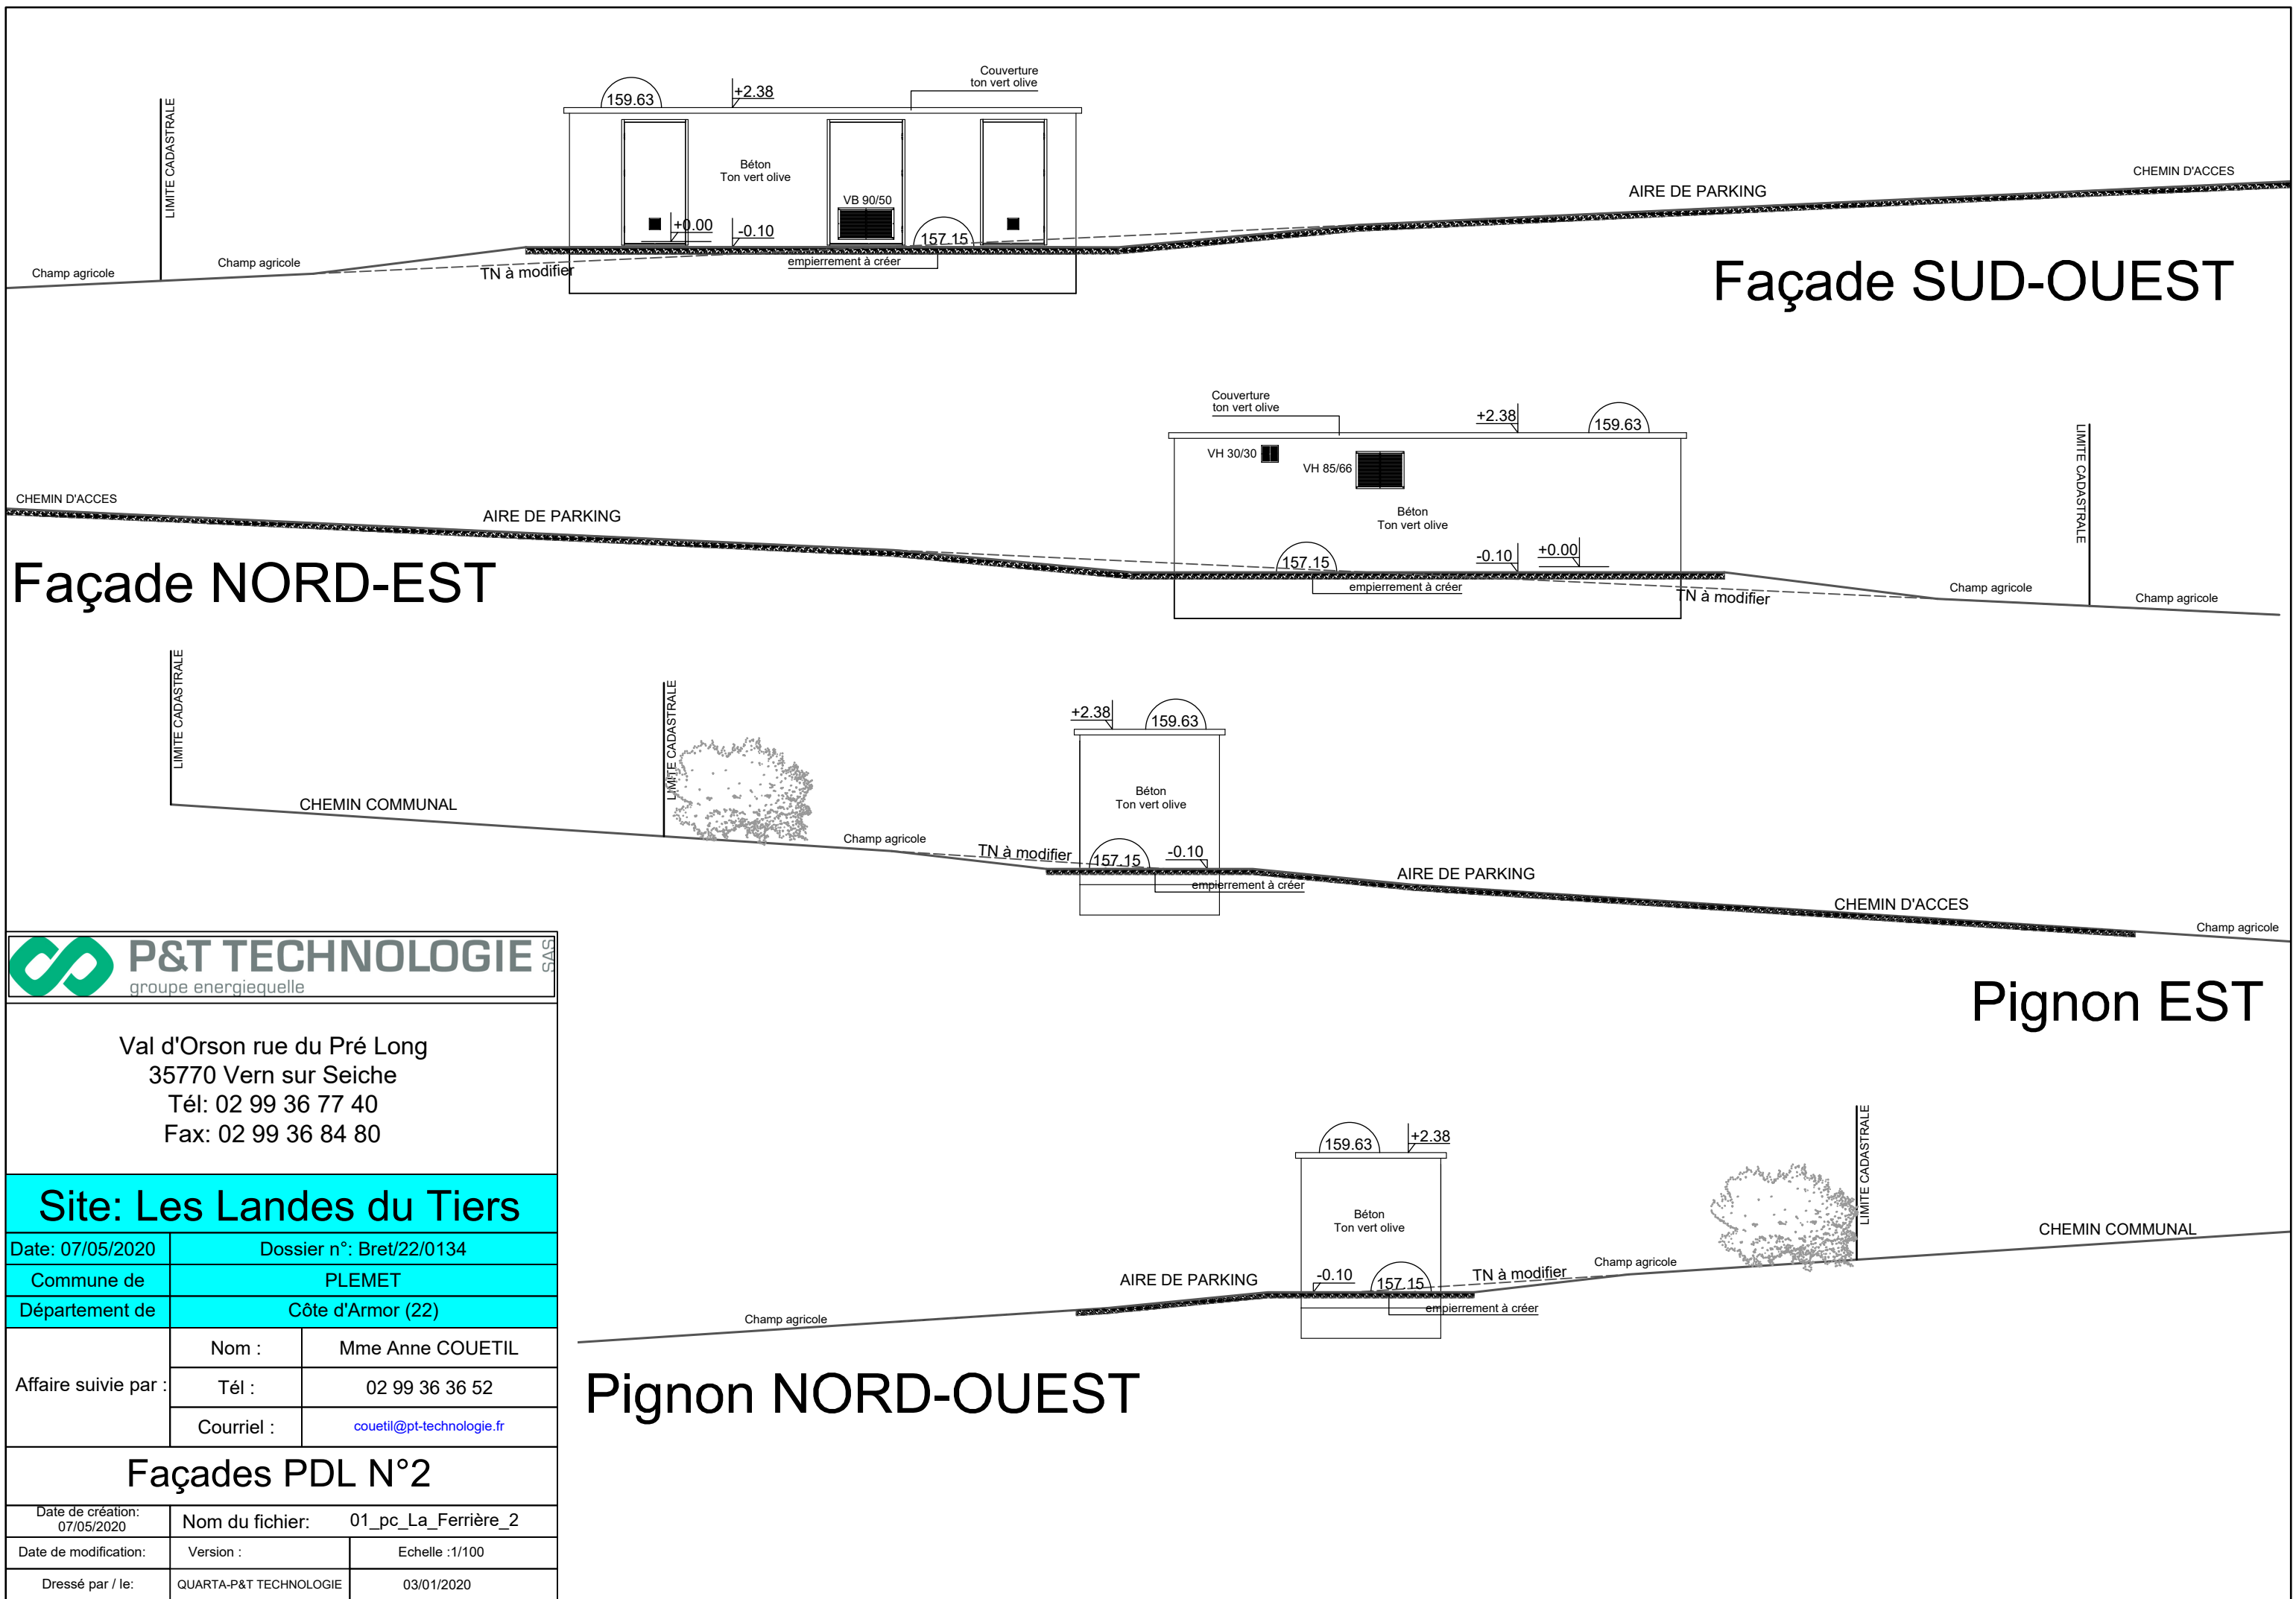 LIMITE CADASTRALE
159.63
+2.38
Couverture
ton vert olive
Béton
Ton vert olive
VB 90/50
+0.00
-0.10
157.15
empierrement à créer
Champ agricole
Champ agricole
TN à modifier
AIRE DE PARKING
CHEMIN D'ACCES
Façade SUD-OUEST
Couverture
ton vert olive
+2.38
159.63
LIMITE CADASTRALE
VH 30/30
VH 85/66
Béton
Ton vert olive
CHEMIN D'ACCES
AIRE DE PARKING
157.15
-0.10
+0.00
empierrement à créer
TN à modifier
Champ agricole
Champ agricole
Façade NORD-EST
LIMITE CADASTRALE
LIMITE CADASTRALE
+2.38
159.63
Béton
Ton vert olive
CHEMIN COMMUNAL
Champ agricole
TN à modifier
157.15
-0.10
empierrement à créer
AIRE DE PARKING
CHEMIN D'ACCES
Champ agricole
Pignon EST
159.63
+2.38
LIMITE CADASTRALE
Béton
Ton vert olive
CHEMIN COMMUNAL
Champ agricole
AIRE DE PARKING
-0.10
157.15
TN à modifier
Champ agricole
empierrement à créer
Pignon NORD-OUEST
P&T TECHNOLOGIE SAS
groupe energiequelle
Val d'Orson rue du Pré Long
35770 Vern sur Seiche
Tél: 02 99 36 77 40
Fax: 02 99 36 84 80
Site: Les Landes du Tiers
Date: 07/05/2020 Dossier n°: Bret/22/0134
Commune de PLEMET
Département de Côte d'Armor (22)
Affaire suivie par :
Nom : Mme Anne COUETIL
Tél : 02 99 36 36 52
Courriel : couetil@pt-technologie.fr
Façades PDL N°2
Date de création:
07/05/2020
Nom du fichier: 01_pc_La_Ferrière_2
Date de modification: Version : Echelle :1/100
Dressé par / le: QUARTA-P&T TECHNOLOGIE 03/01/2020